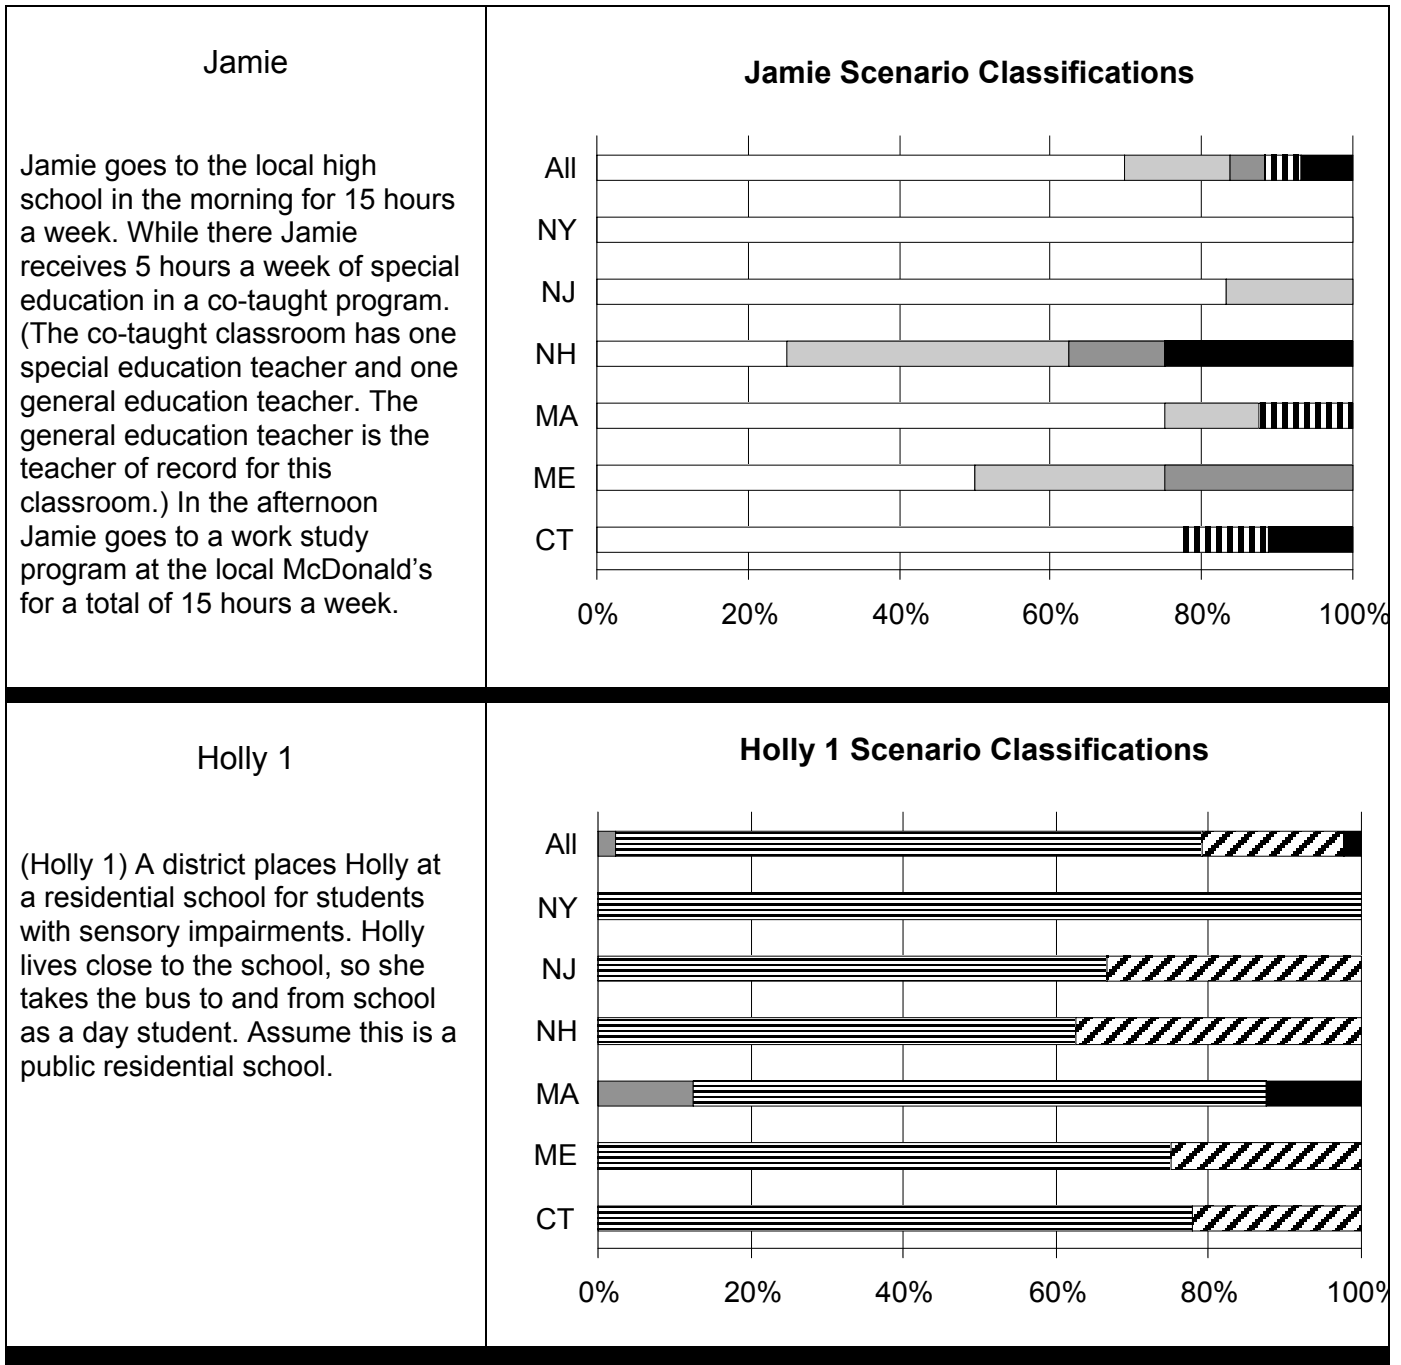 Jamie
Jamie goes to the local high
school in the morning for 15 hours
a week. While there Jamie
receives 5 hours a week of special
education in a co-taught program.
(The co-taught classroom has one
special education teacher and one
general education teacher. The
general education teacher is the
teacher of record for this
classroom.) In the afternoon
Jamie goes to a work study
program at the local McDonald's
for a total of 15 hours a week.
Jamie Scenario Classifications
All
NY
NJ
NH
MA
ME
CT
0% 20% 40% 60% 80% 100%
Holly 1
(Holly 1) A district places Holly at
a residential school for students
with sensory impairments. Holly
lives close to the school, so she
takes the bus to and from school
as a day student. Assume this is a
public residential school.
Holly 1 Scenario Classifications
All
NY
NJ
NH
MA
ME
CT
0% 20% 40% 60% 80% 100%